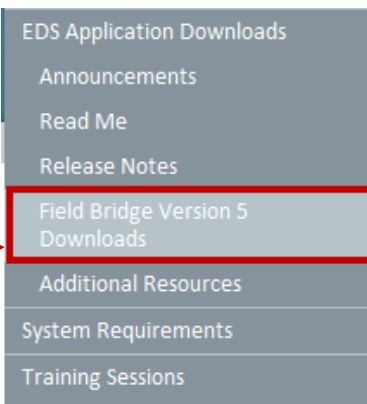 EDS Application Downloads
Announcements
Read Me
Release Notes
Field Bridge Version 5
Downloads
Additional Resources
System Requirements
Training Sessions